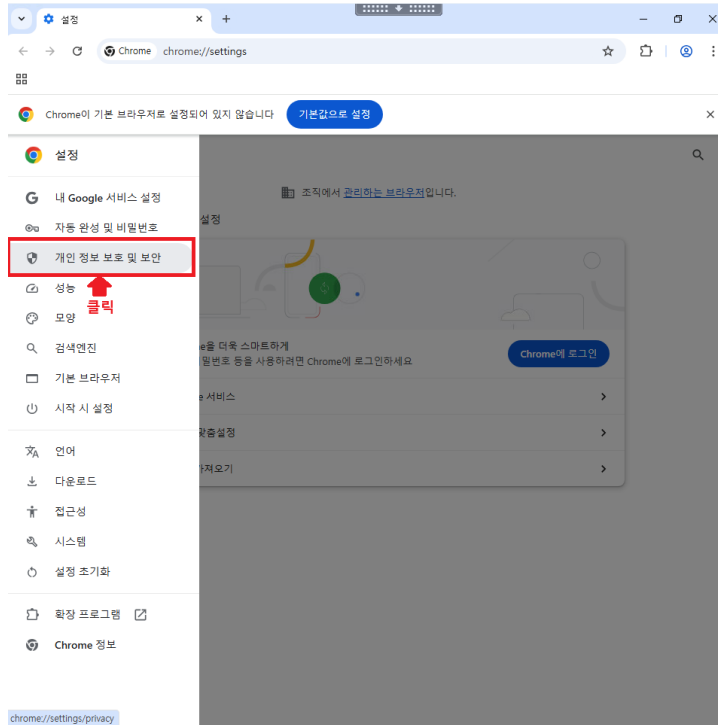 설정
Chrome
chrome://settings
Chrome이 기본 브라우저로 설정되어 있지 않습니다
기본값으로 설정
설정
조직에서 관리하는 브라우저입니다.
내 Google 서비스 설정
자동 완성 및 비밀번호
설정
개인 정보 보호 및 보안
클릭
성능
모양
검색엔진
e을 더욱 스마트하게
밀번호 등을 사용하려면 Chrome에 로그인하세요
Chrome에 로그인
기본 브라우저
시작 시 설정
e 서비스
맞춤설정
가져오기
언어
다운로드
접근성
시스템
설정 초기화
확장 프로그램
Chrome 정보
chrome://settings/privacy